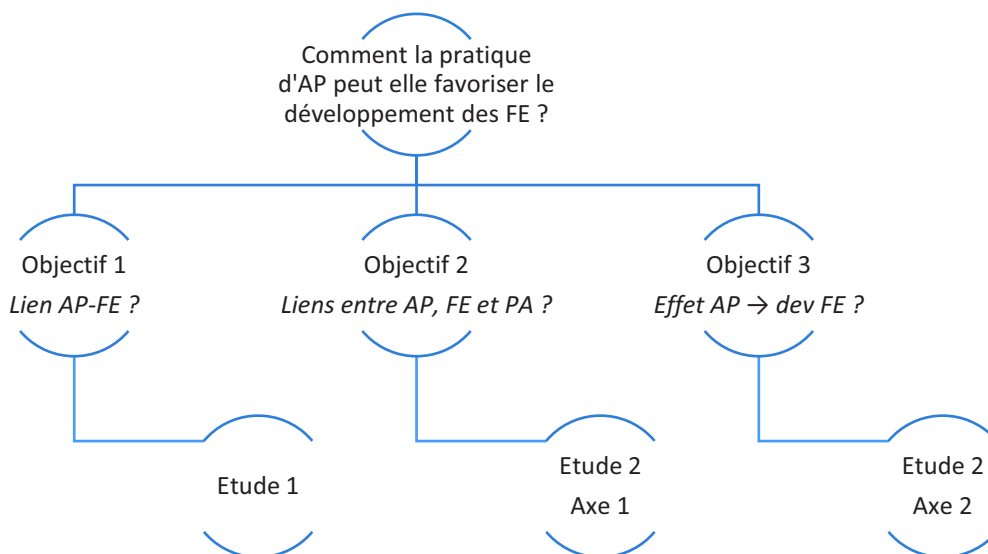 Comment la pratique
d'AP peut elle favoriser le
développement des FE ?
Objectif 1
Lien AP-FE ?
Objectif 2
Liens entre AP, FE et PA ?
Objectif 3
Effet AP → dev FE ?
Etude 1
Etude 2
Axe 1
Etude 2
Axe 2